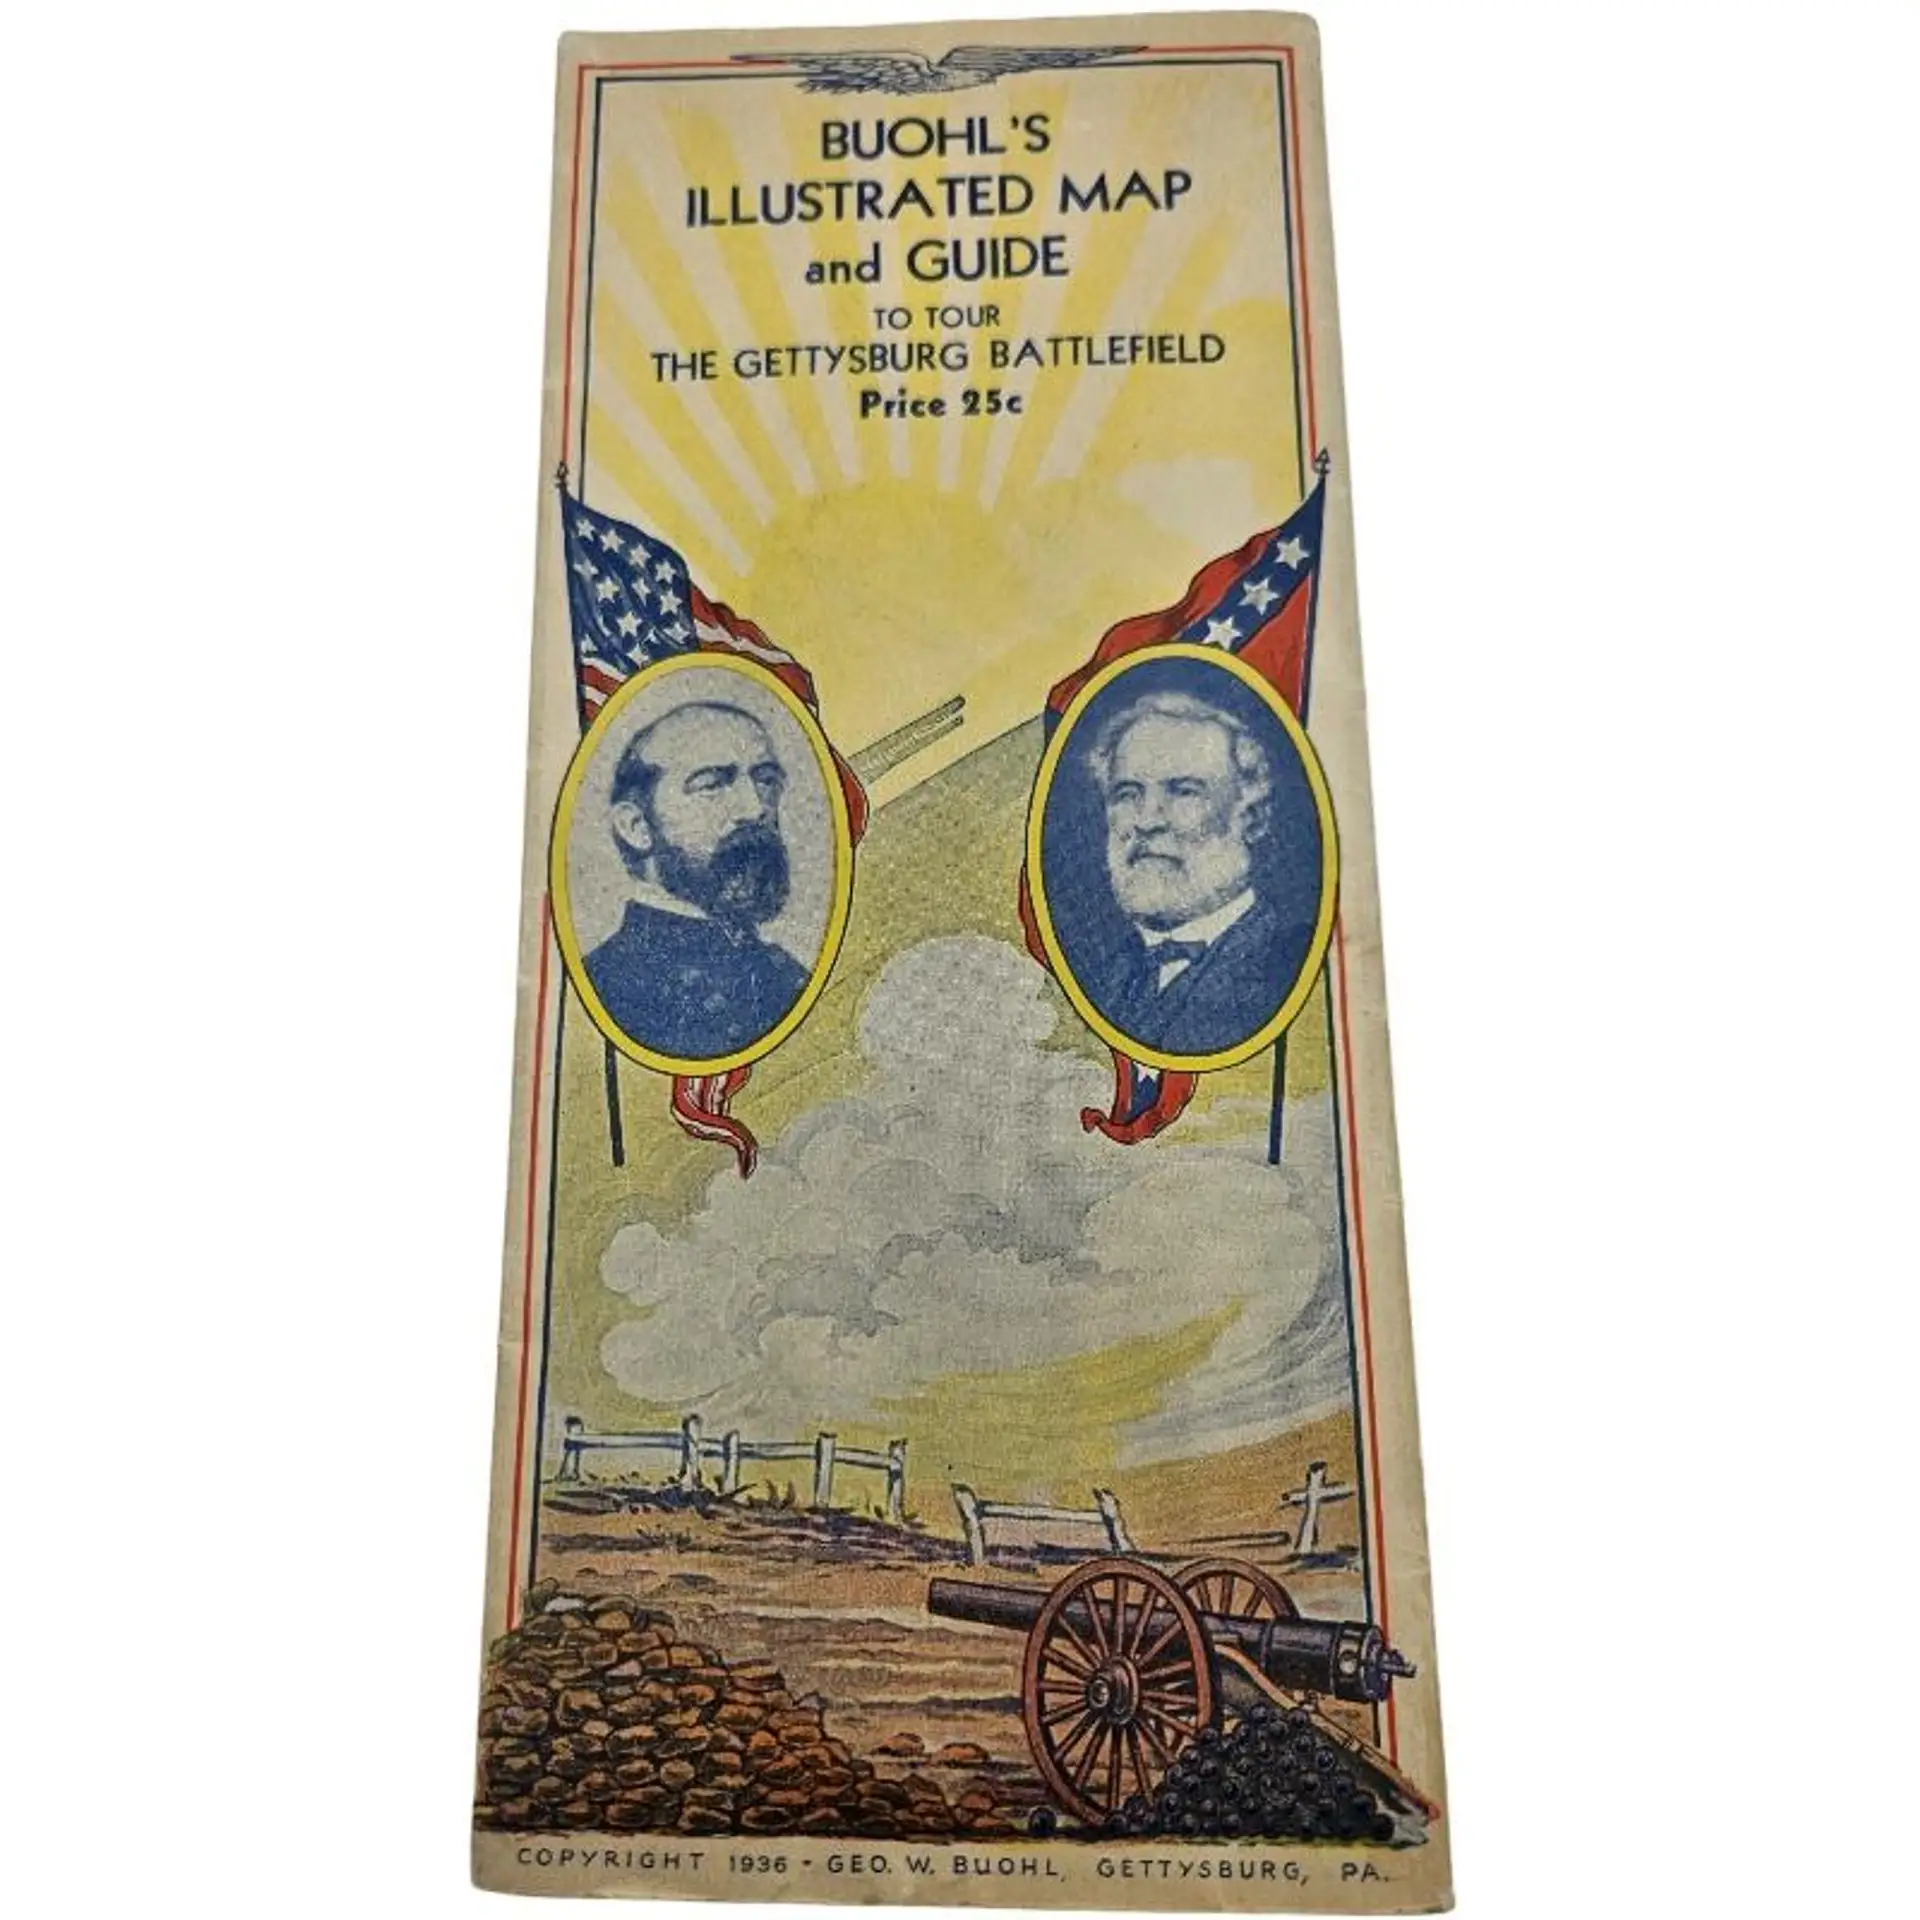 BUOHL'S
ILLUSTRATED MAP
and GUIDE
TO TOUR
THE GETTYSBURG BATTLEFIELD
Price 25c
COPYRIGHT 1936 - GEO. W. BUOHL, GETTYSBURG, PA.